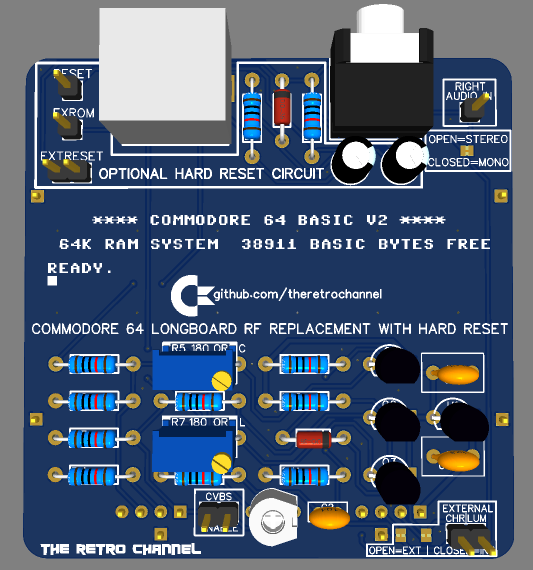 RESET
EXROM
EXTRESET
RIGHT
AUDIO IN
OPEN=STEREO
CLOSED=MONO
OPTIONAL HARD RESET CIRCUIT
**** COMMODORE 64 BASIC V2 ****
64K RAM SYSTEM 38911 BASIC BYTES FREE
READY.
github.com/theretrochannel
COMMODORE 64 LONGBOARD RF REPLACEMENT WITH HARD RESET
R5 180 OR C
R7 180 OR L
CVBS
EXTERNAL
CHR LUM
OPEN=EXT
THE RETRO CHANNEL